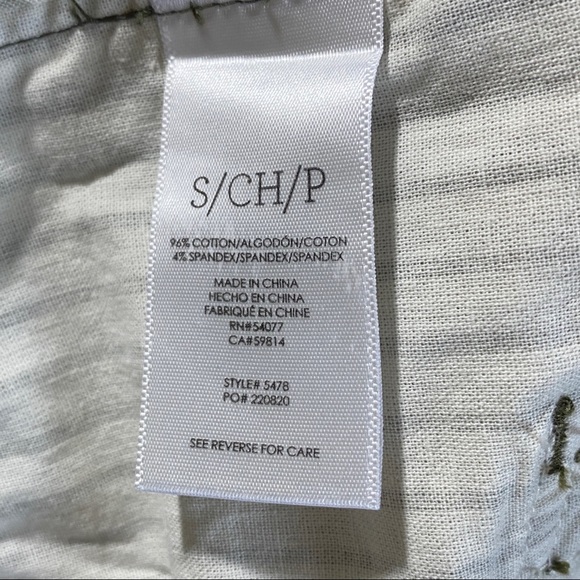 S/CH/P
96% COTTON/ALGODÓN/COTON
4% SPANDEX/SPANDEX/SPANDEX
MADE IN CHINA
HECHO EN CHINA
FABRIQUÉ EN CHINE
RN#54077
CA#59814
STYLE# 5478
PO# 220820
SEE REVERSE FOR CARE